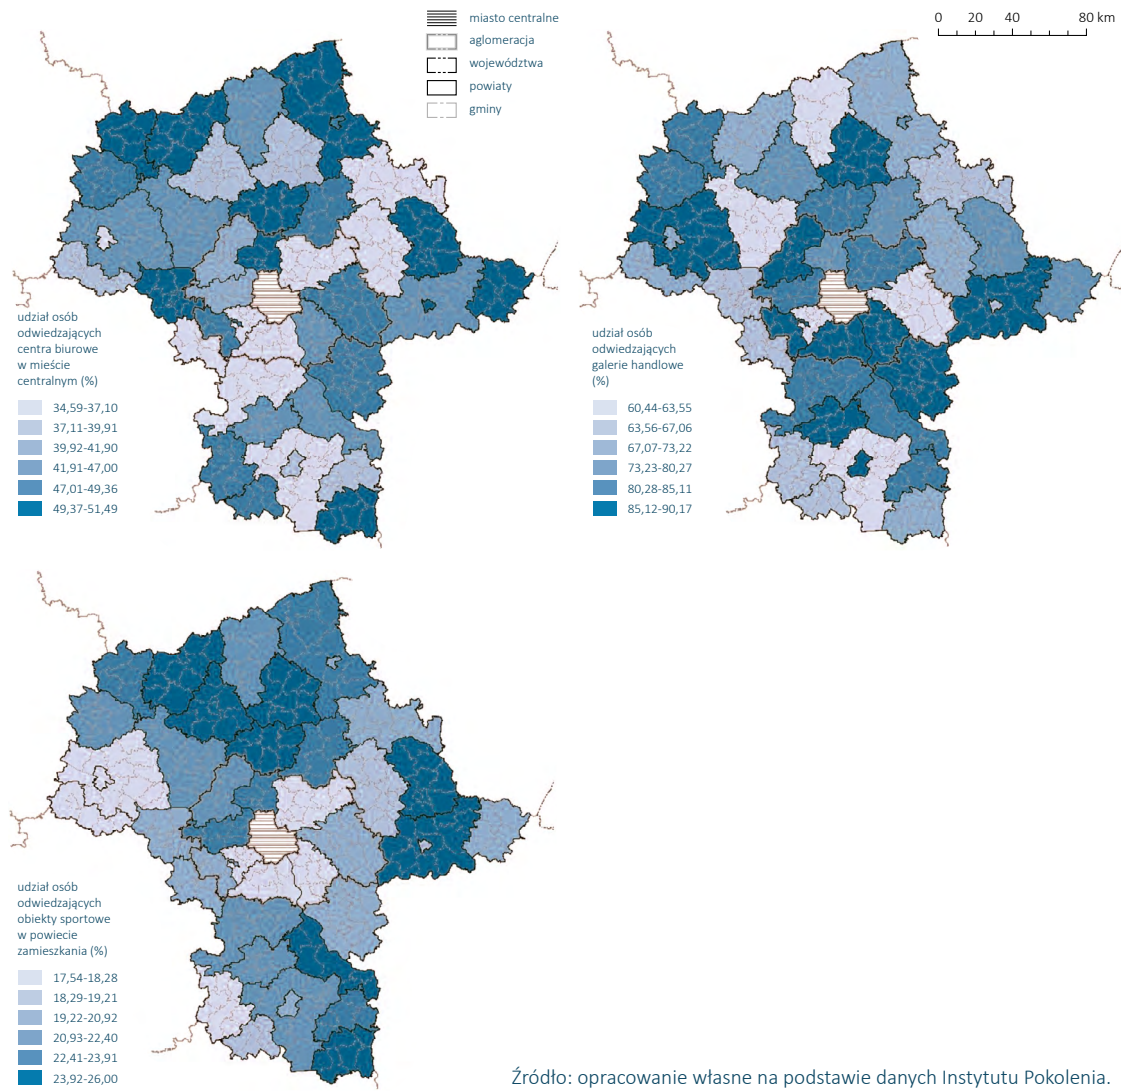 miasto centralne
aglomeracja
województwa
powiaty
gminy
0 20 40 80 km
udział osób
odwiedzających
centra biurowe
w mieście
centralnym (%)
34,59-37,10
37,11-39,91
39,92-41,90
41,91-47,00
47,01-49,36
49,37-51,49
udział osób
odwiedzających
galerie handlowe
(%)
60,44-63,55
63,56-67,06
67,07-73,22
73,23-80,27
80,28-85,11
85,12-90,17
udział osób
odwiedzających
obiekty sportowe
w powiecie
zamieszkania (%)
17,54-18,28
18,29-19,21
19,22-20,92
20,93-22,40
22,41-23,91
23,92-26,00
Źródło: opracowanie własne na podstawie danych Instytutu Pokolenia.